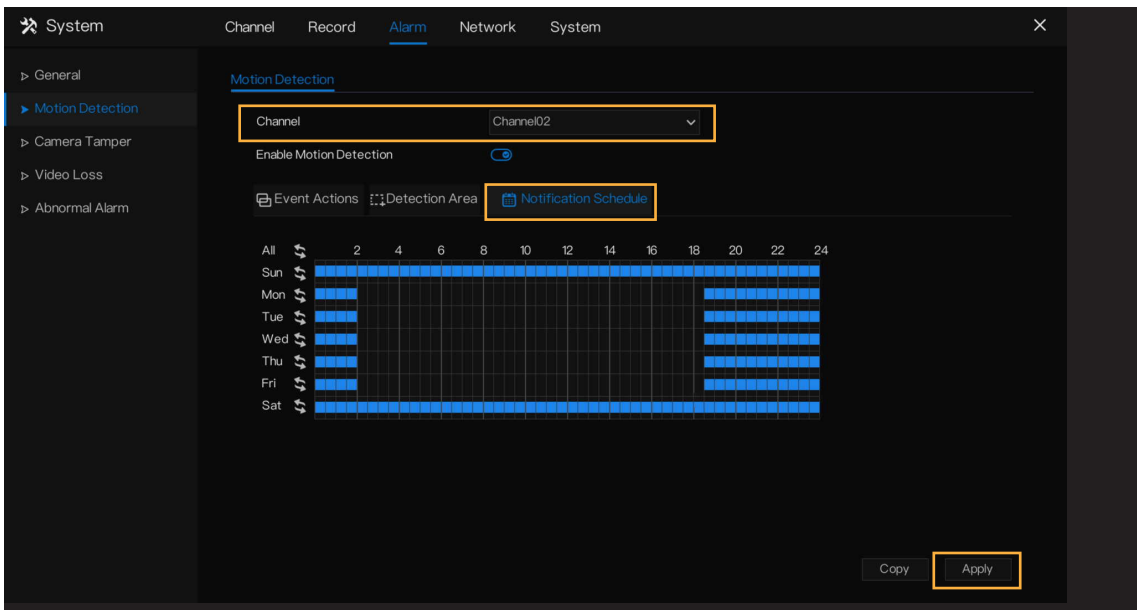 System Channel Record Alarm Network System
General
Motion Detection
Motion Detection
Camera Tamper
Video Loss
Abnormal Alarm
Channel Channel02
Enable Motion Detection
Event Actions Detection Area Notification Schedule
All 2 4 6 8 10 12 14 16 18 20 22 24
Sun
Mon
Tue
Wed
Thu
Fri
Sat
Copy Apply